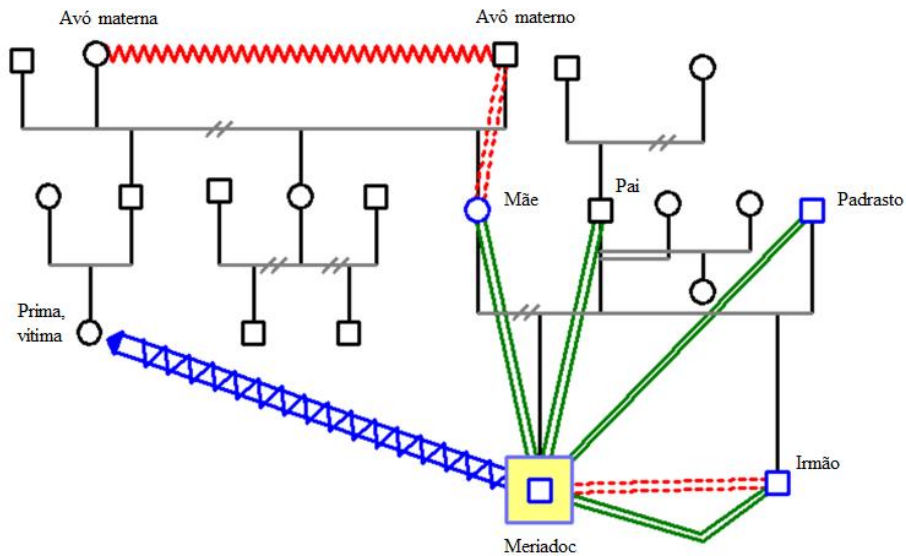 Avó materna
Avô materno
Mãe
Pai
Padrasto
Prima,
vítima
Irmão
Meriadoc